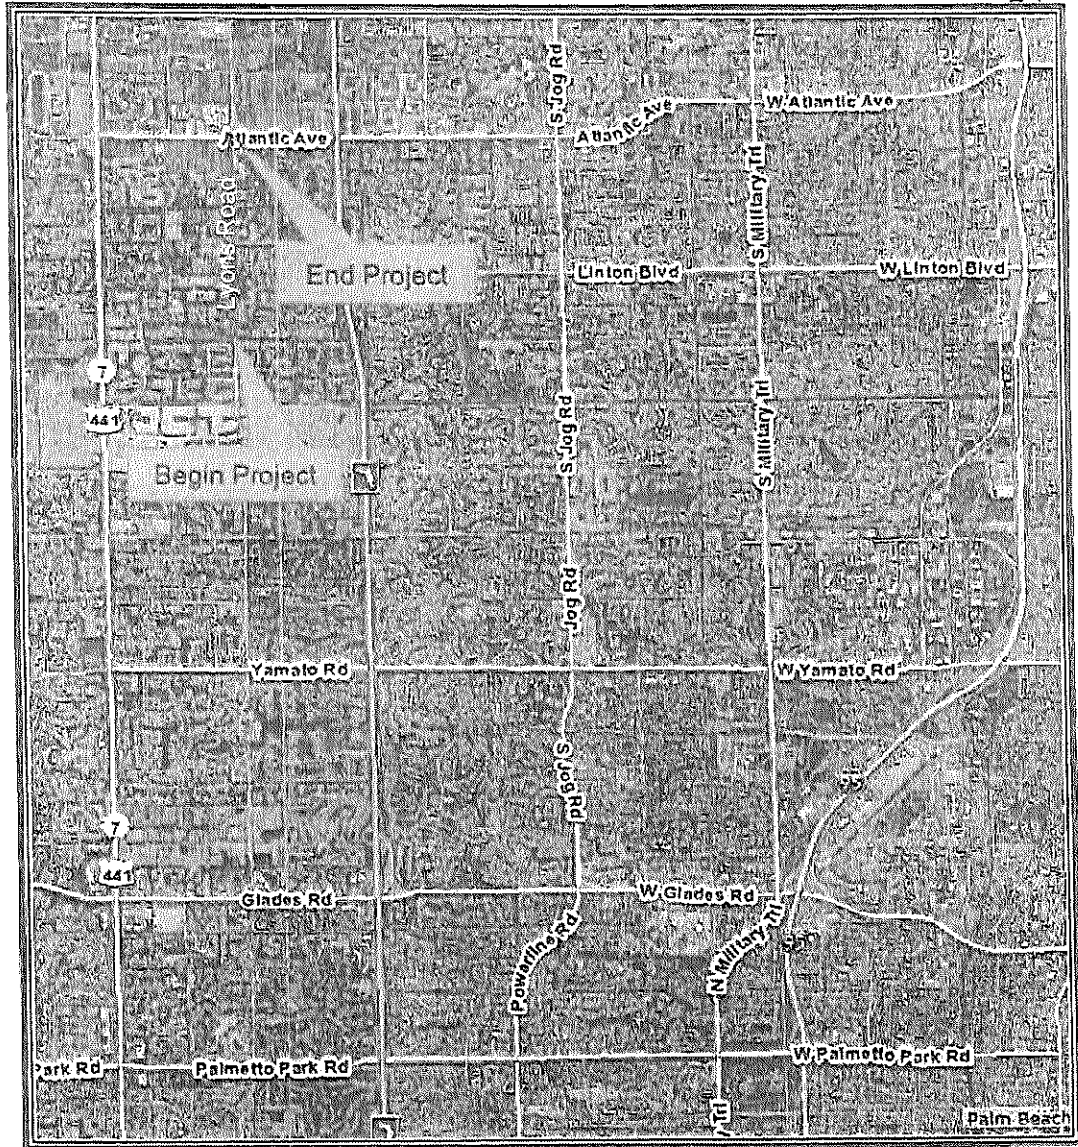 S Jog Rd
Atlantic Ave
Atlantic Ave
W Atlantic Ave
Lyons Road
S Military Trl
End Project
Linton Blvd
W Linton Blvd
7
441
S Jog Rd
S Military Trl
Begin Project
Jog Rd
Yamato Rd
W Yamato Rd
S Jog Rd
95
7
441
Glades Rd
W Glades Rd
Powerline Rd
N Military Trl
Park Rd
Palmetto Park Rd
W Palmetto Park Rd
Trl
Palm Beach